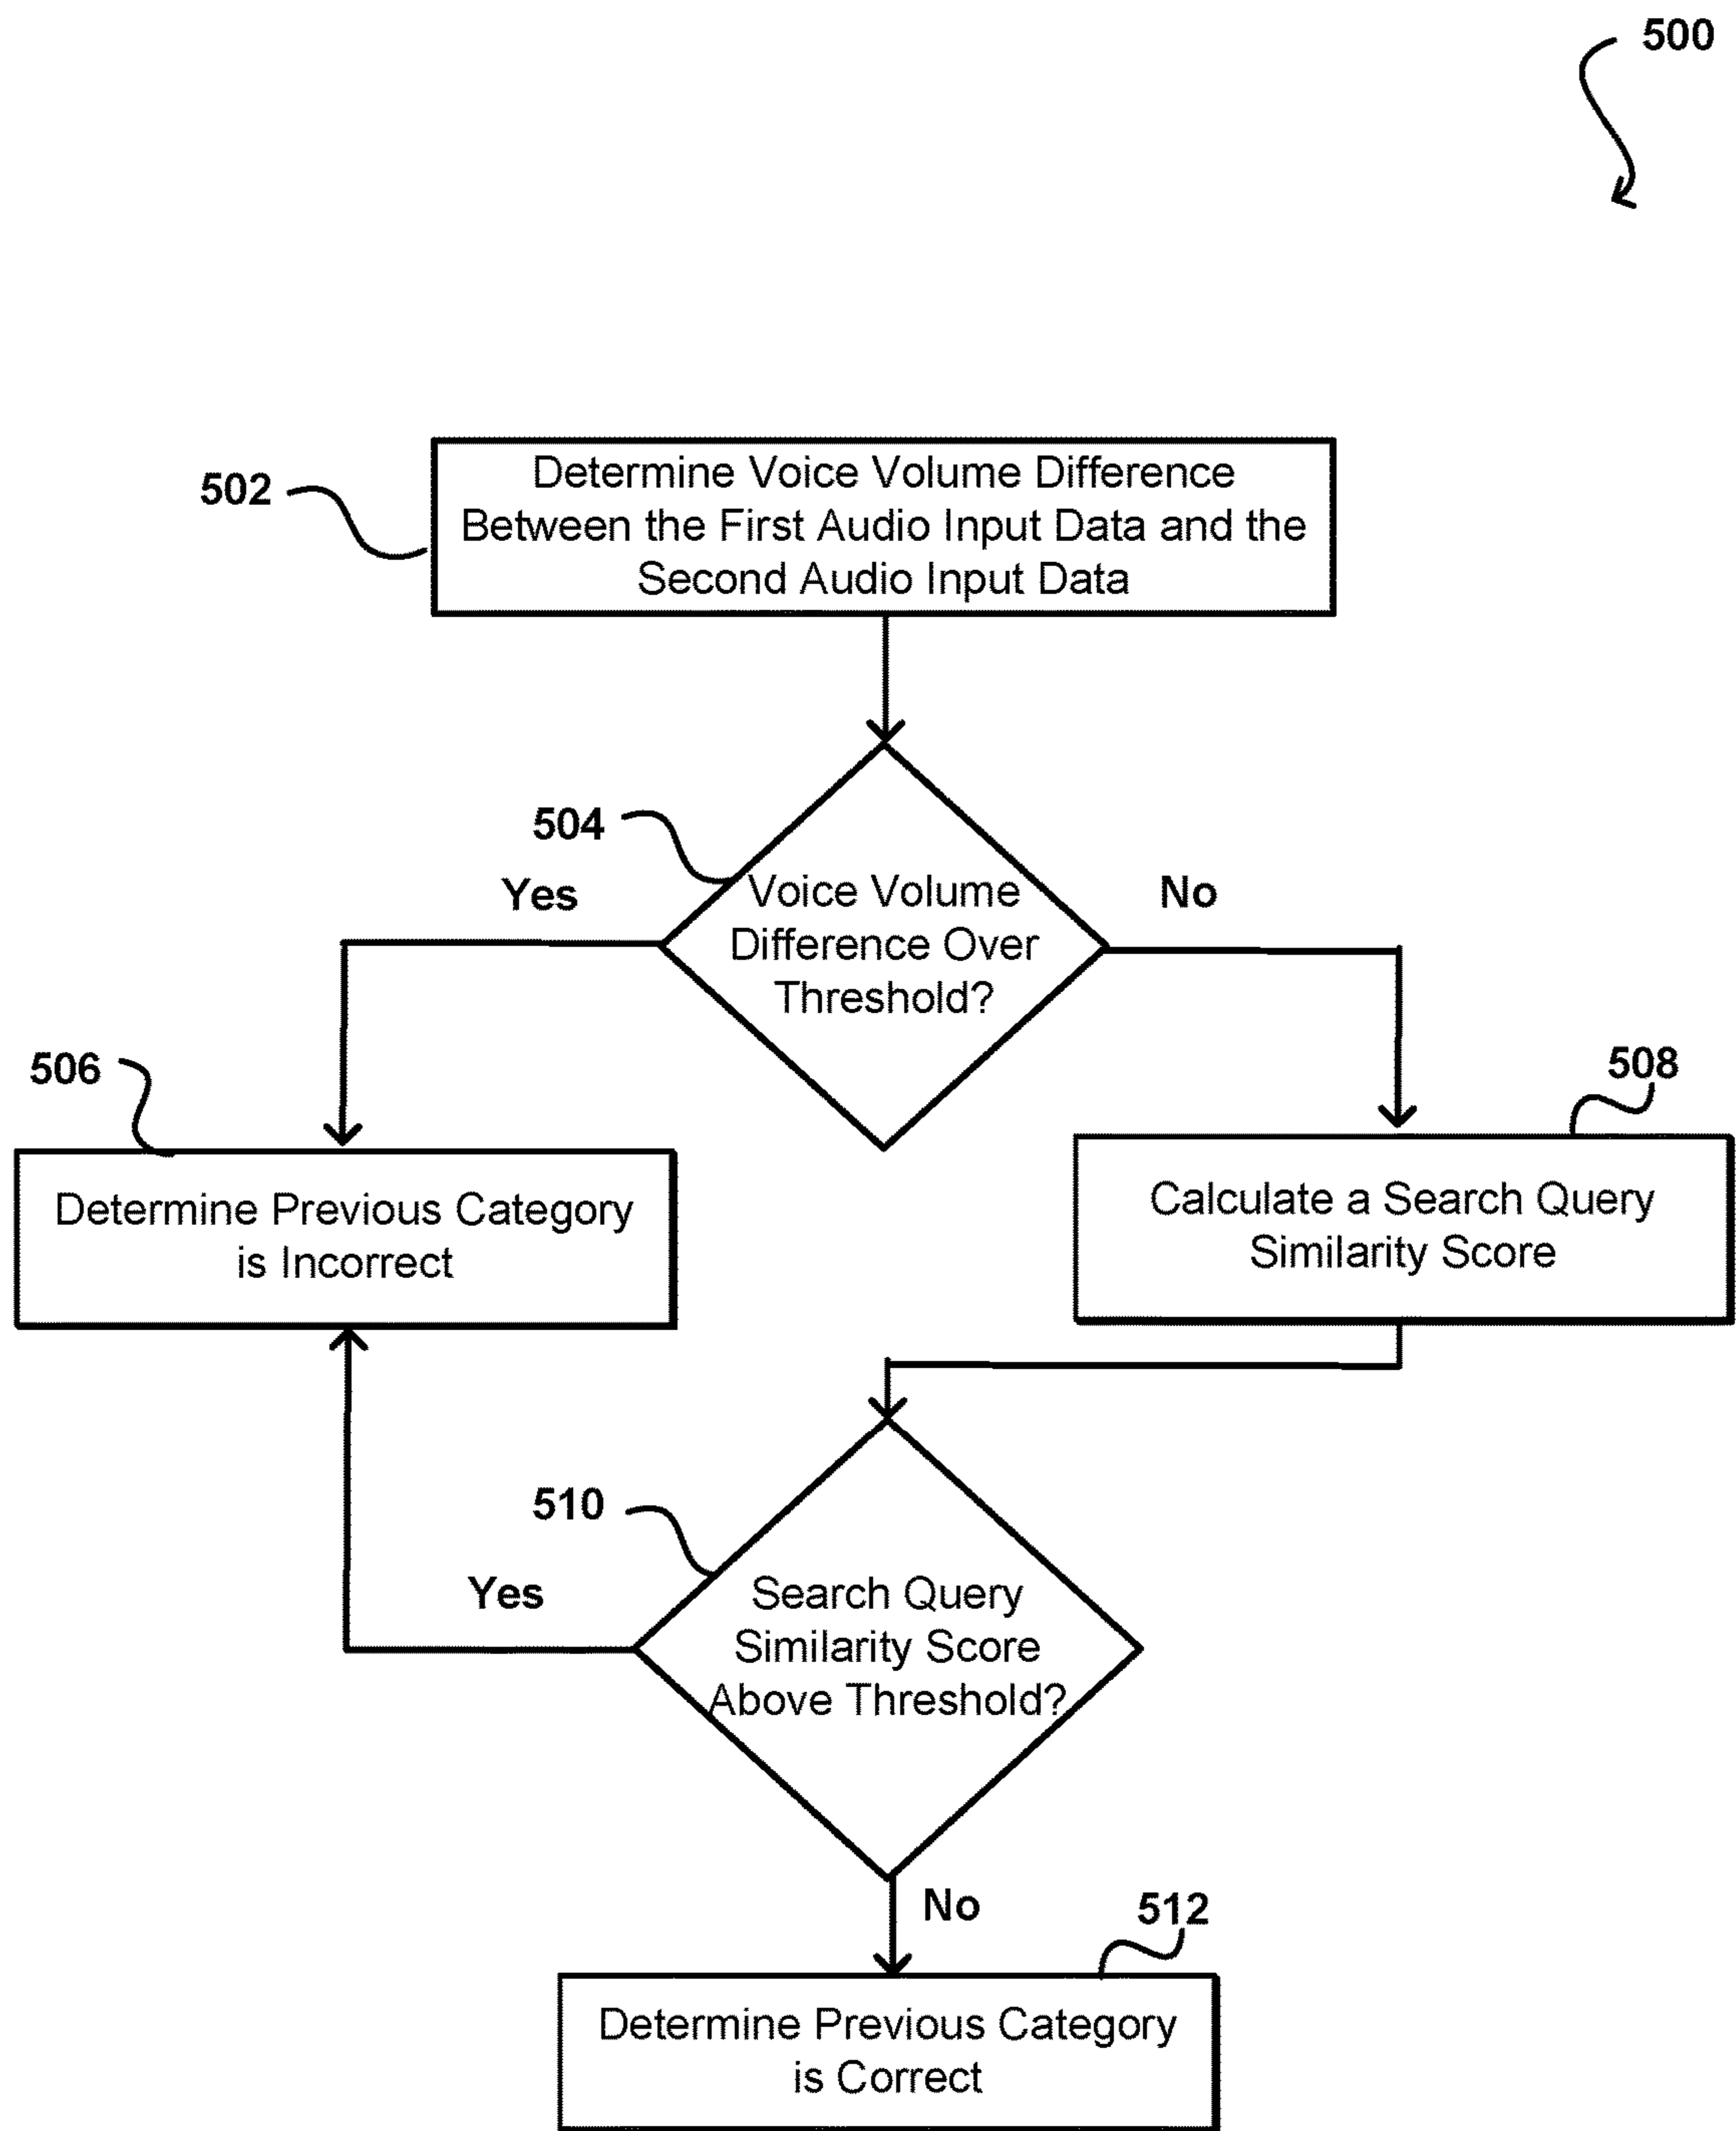 500
502
Determine Voice Volume Difference
Between the First Audio Input Data and the
Second Audio Input Data
504
Yes
No
Voice Volume
Difference Over
Threshold?
506
508
Determine Previous Category
is Incorrect
Calculate a Search Query
Similarity Score
510
Yes
Search Query
Similarity Score
Above Threshold?
No
512
Determine Previous Category
is Correct